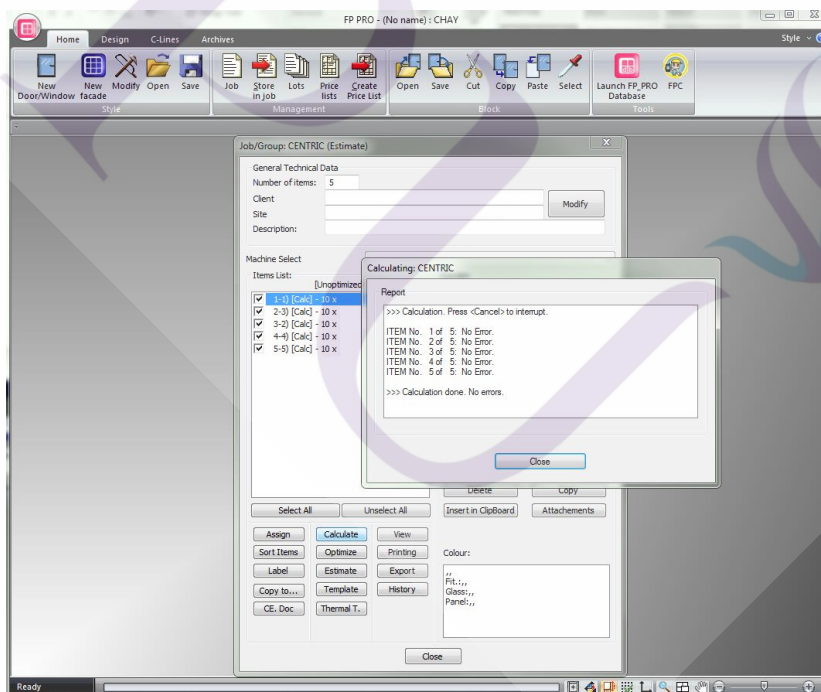 FP PRO - (No name) : CHAY
Home Design C-Lines Archives Style
New Door/Window
New facade
Modify
Open
Save
Style
Job
Store in job
Lots
Price lists
Create Price List
Management
Open
Save
Cut
Copy
Paste
Select
Block
Launch FP_PRO Database
FPC
Tools
Job/Group: CENTRIC (Estimate)
General Technical Data
Number of items: 5
Client
Site
Description:
Modify
Machine Select
Items List:
[Unoptimized
1-1) [Calc] - 10 x
2-3) [Calc] - 10 x
3-2) [Calc] - 10 x
4-4) [Calc] - 10 x
5-5) [Calc] - 10 x
Calculating: CENTRIC
Report
>>> Calculation. Press <Cancel> to interrupt.
ITEM No. 1 of 5: No Error.
ITEM No. 2 of 5: No Error.
ITEM No. 3 of 5: No Error.
ITEM No. 4 of 5: No Error.
ITEM No. 5 of 5: No Error.
>>> Calculation done. No errors.
Close
Delete Copy
Select All Unselect All Insert in ClipBoard Attachements
Assign Calculate View
Sort Items Optimize Printing Colour:
Label Estimate Export
Copy to... Template History
CE. Doc Thermal T.
,,
Fit.:,,
Glass:,,
Panel:,,
Close
Ready